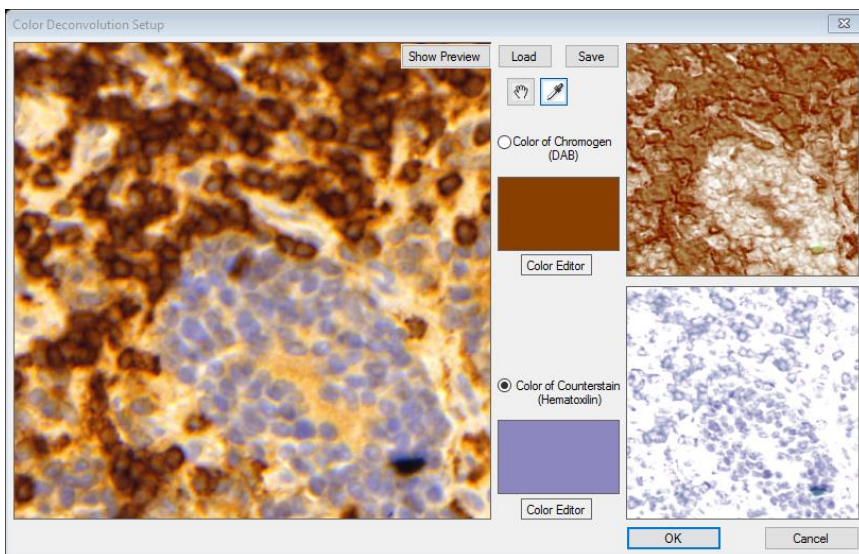 Color Deconvolution Setup
Show Preview
Load
Save
Color of Chromogen
(DAB)
Color Editor
Color of Counterstain
(Hematoxilin)
Color Editor
OK
Cancel